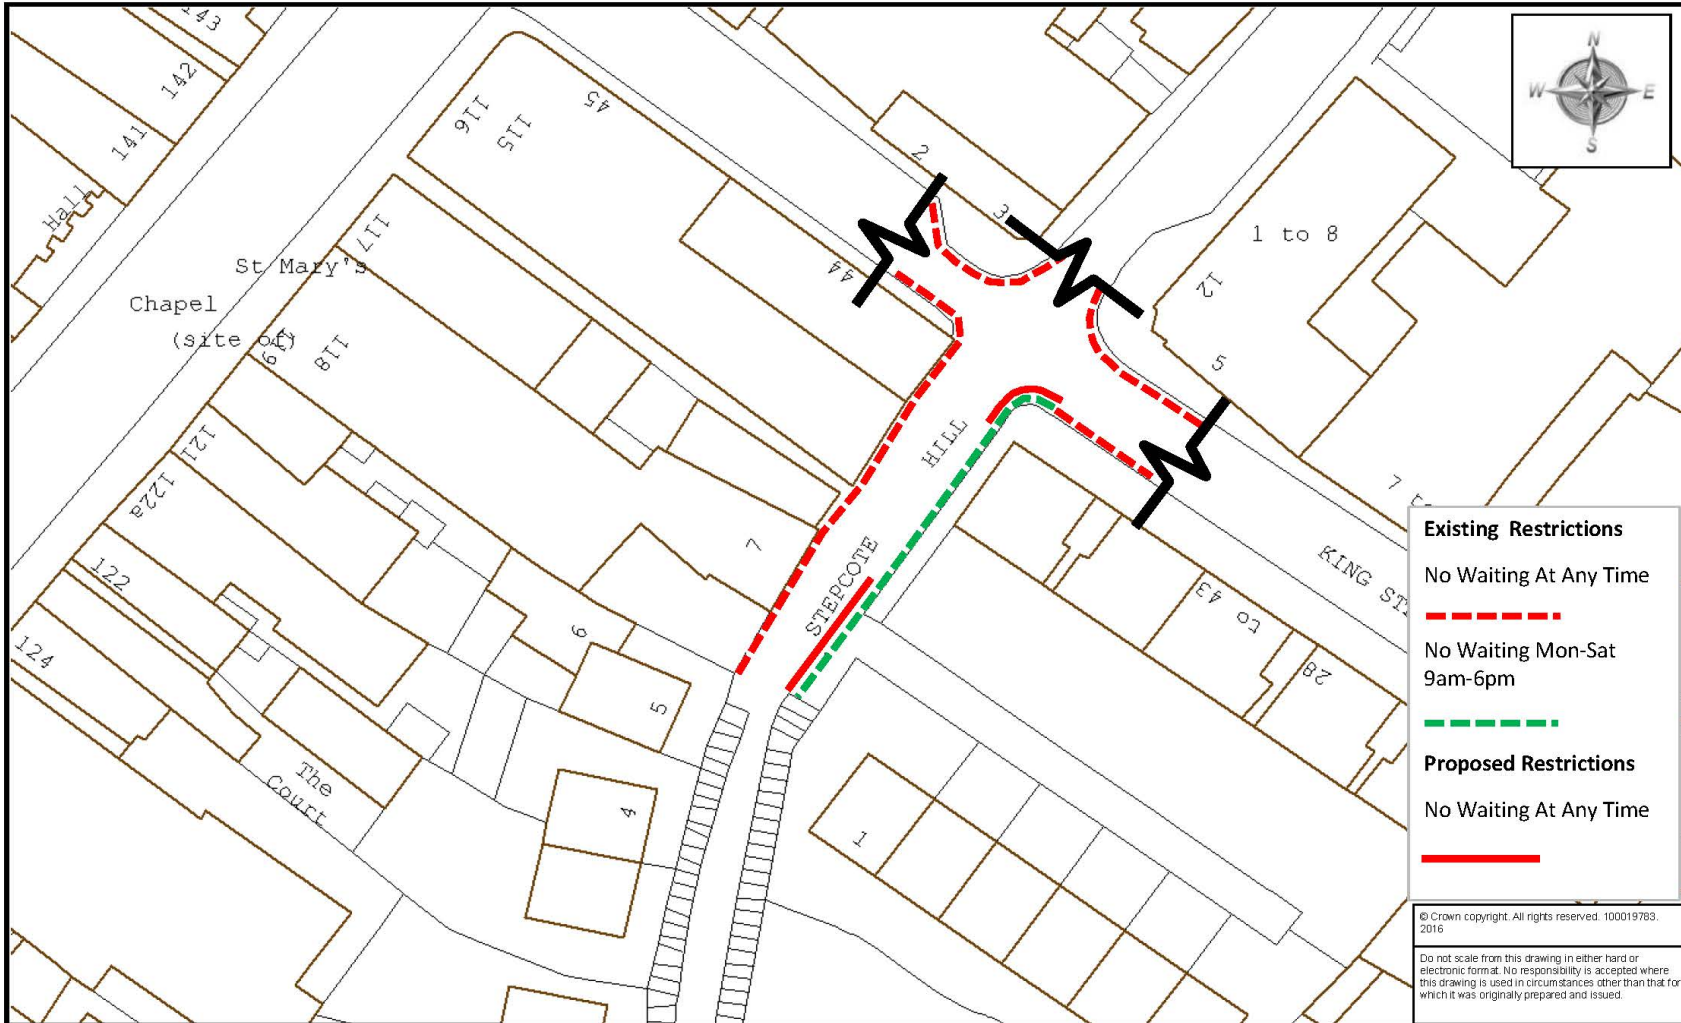 143
142
141
Hall
116
115
45
2
3
44
117
St Mary's
Chapel
(site of)
119
118
121
122a
122
124
The
Court
7
6
5
4
1
STEPCOTE
HILL
1 to 8
12
5
7 to
KING ST
43
to
28
N
W
E
S
Existing Restrictions
No Waiting At Any Time
No Waiting Mon-Sat
9am-6pm
Proposed Restrictions
No Waiting At Any Time
© Crown copyright. All rights reserved. 100019783.
2016
Do not scale from this drawing in either hard or
electronic format. No responsibility is accepted where
this drawing is used in circumstances other than that for
which it was originally prepared and issued.